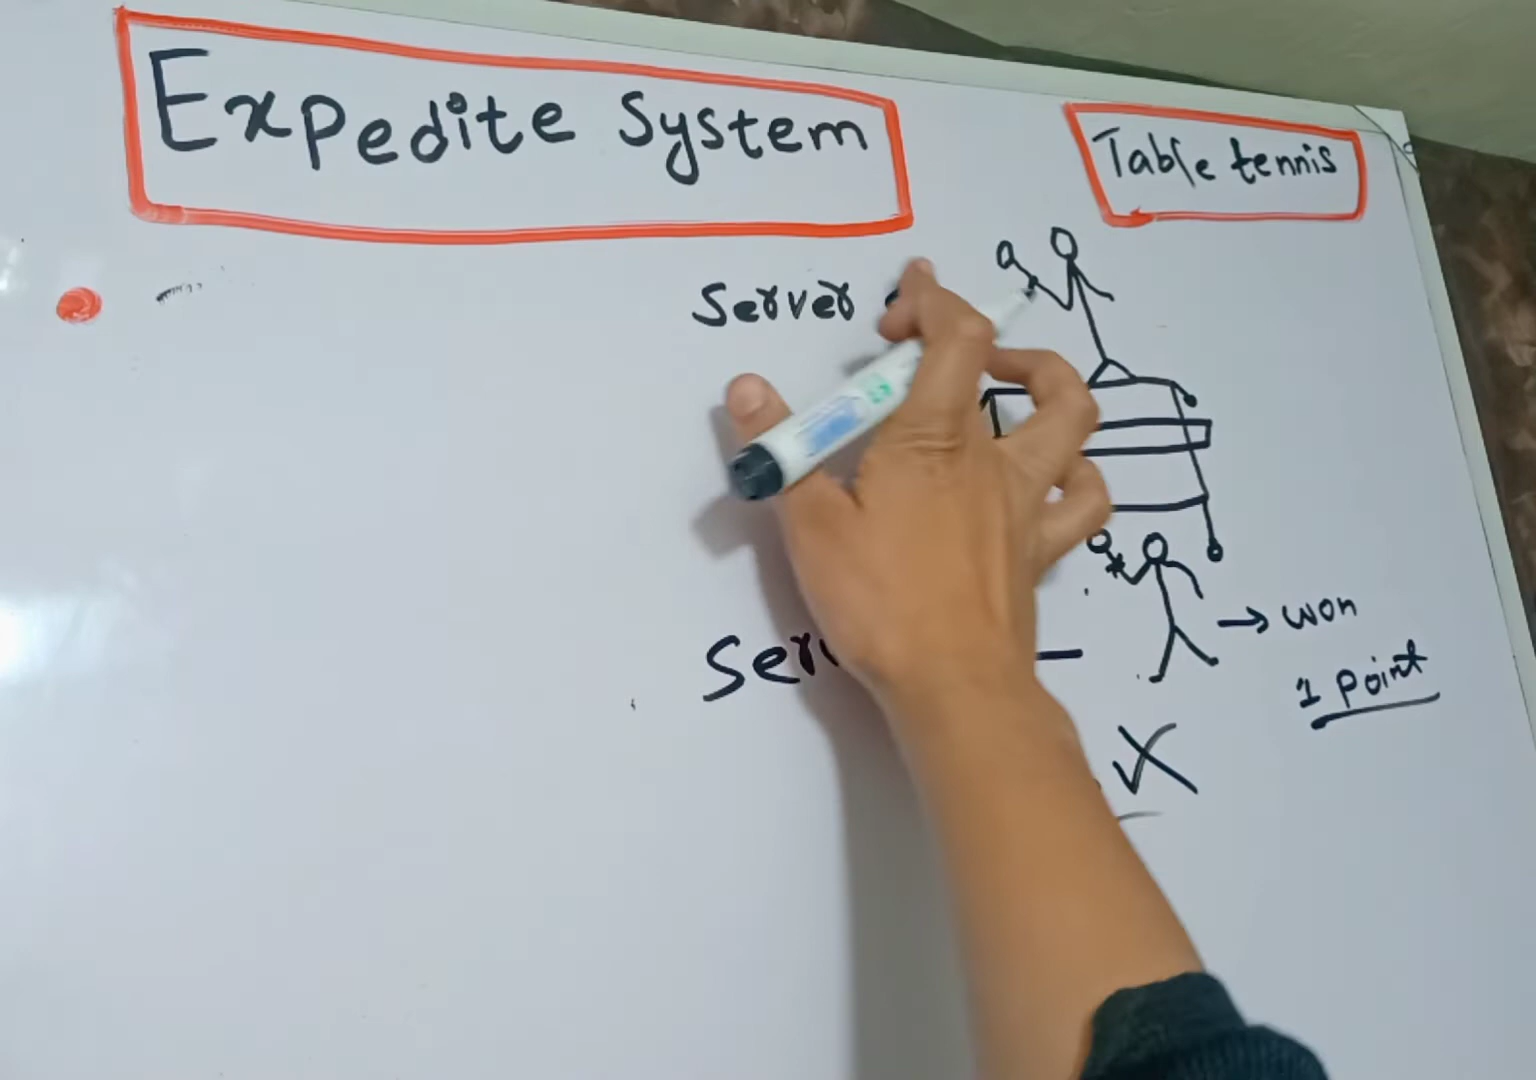 Expedite System
Table tennis
Server
→ won
1 Point